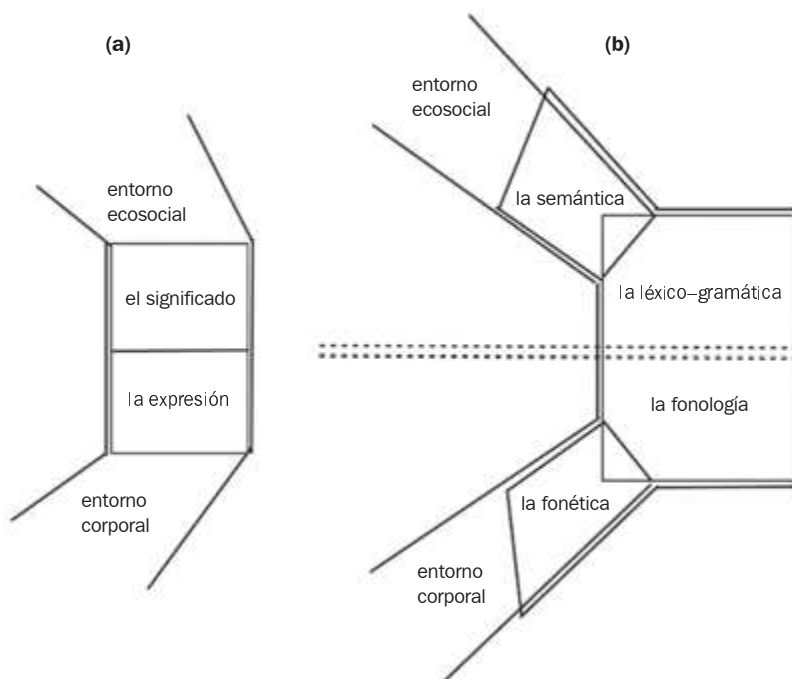 (a)
entorno
ecosocial
el significado
la expresión
entorno
corporal
(b)
entorno
ecosocial
la semántica
la léxico–gramática
la fonología
la fonética
entorno
corporal